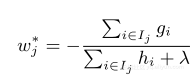 w_j^* = -\frac{\sum_{i \in I_j} g_i}{\sum_{i \in I_j} h_i + \lambda}